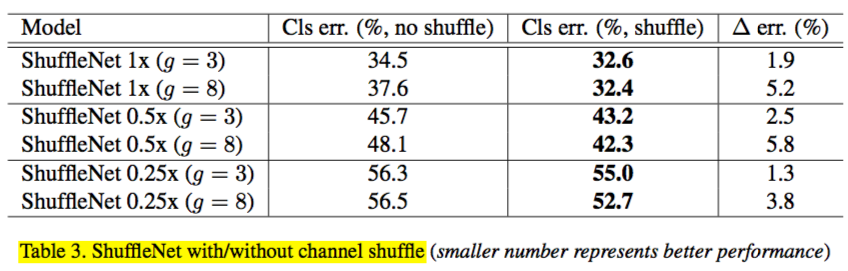 Model Cls err. (%, no shuffle) Cls err. (%, shuffle) Δ err. (%)
ShuffleNet 1x (g = 3) 34.5 32.6 1.9
ShuffleNet 1x (g = 8) 37.6 32.4 5.2
ShuffleNet 0.5x (g = 3) 45.7 43.2 2.5
ShuffleNet 0.5x (g = 8) 48.1 42.3 5.8
ShuffleNet 0.25x (g = 3) 56.3 55.0 1.3
ShuffleNet 0.25x (g = 8) 56.5 52.7 3.8
Table 3. ShuffleNet with/without channel shuffle (smaller number represents better performance)